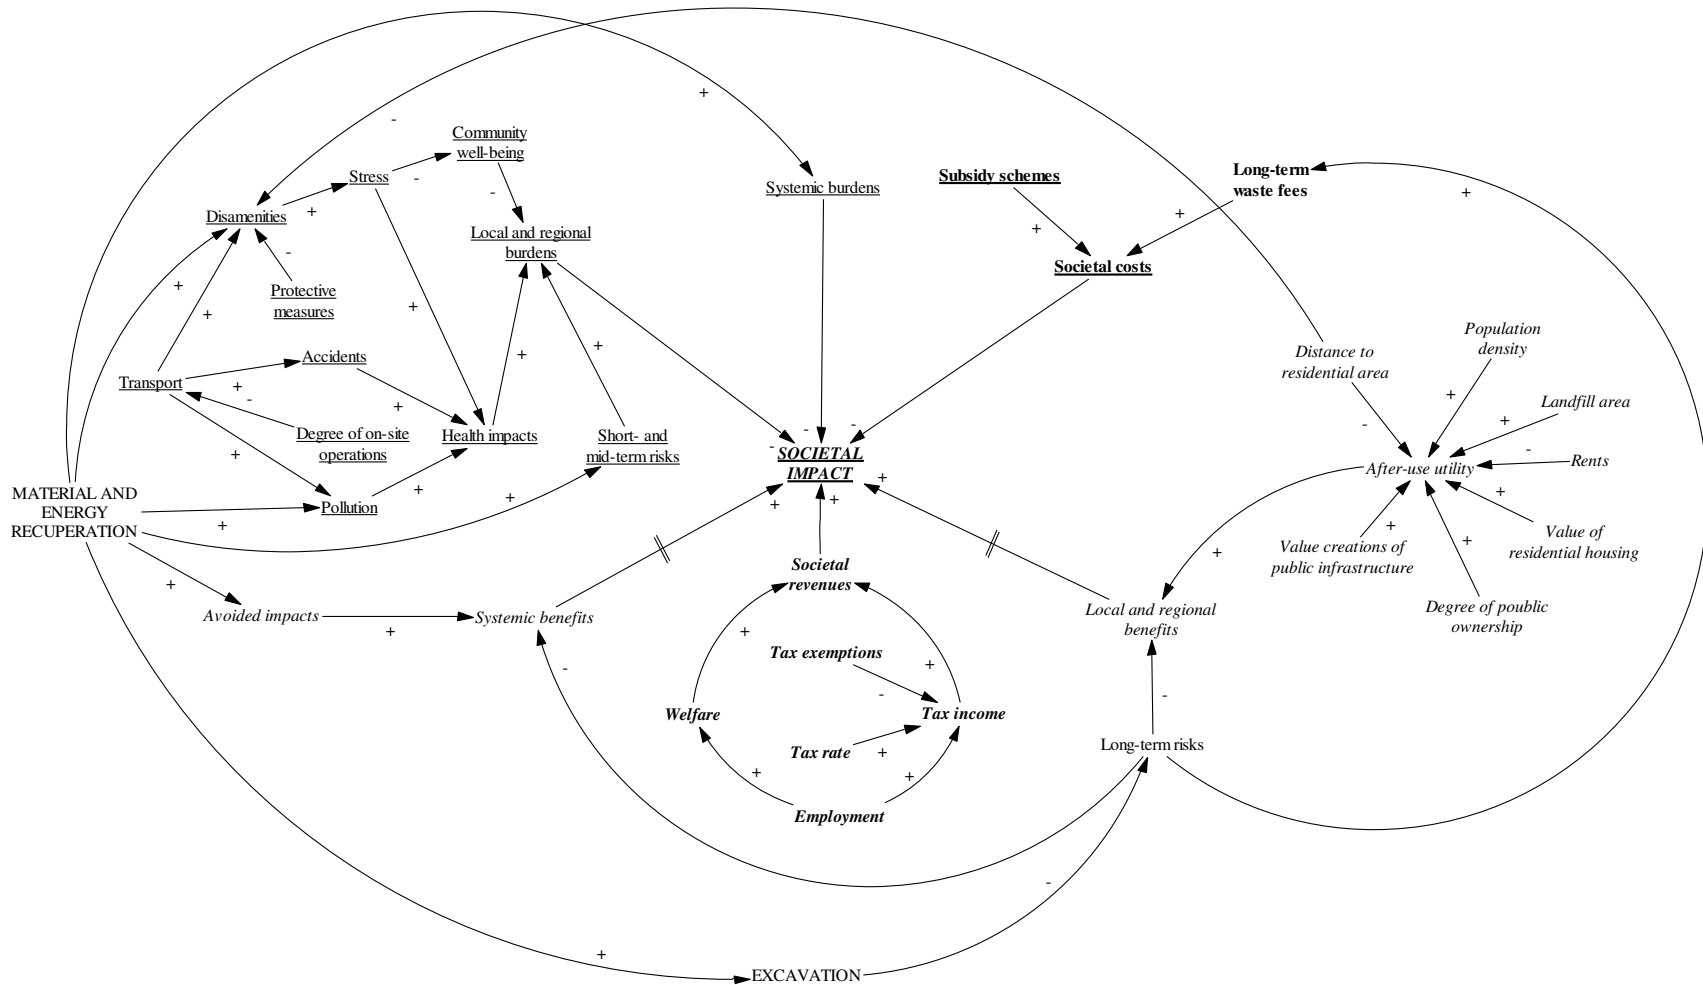 +
-
Community
well-being
-
Stress
-
Disamenities
+
-
Local and regional
burdens
+
Protective
measures
+
+
Accidents
Transport
+
-
+
+
+
Degree of on-site
operations
Health impacts
+
Short- and
mid-term risks
+
+
Pollution
+
+
MATERIAL AND
ENERGY
RECUPERATION
+
+
Avoided impacts
+
Systemic benefits
Systemic burdens
Subsidy schemes
+
Long-term
waste fees
+
+
Societal costs
-
-
-
SOCIETAL
IMPACT
+
+
+
Societal
revenues
+
+
Tax exemptions
-
Welfare
Tax income
Tax rate
+
+
+
Employment
Distance to
residential area
-
Population
density
+
Landfill area
+
After-use utility
-
Rents
+
Value of
residential housing
+
Value creations of
public infrastructure
+
Degree of poublic
ownership
+
Local and regional
benefits
-
-
Long-term risks
-
+
EXCAVATION